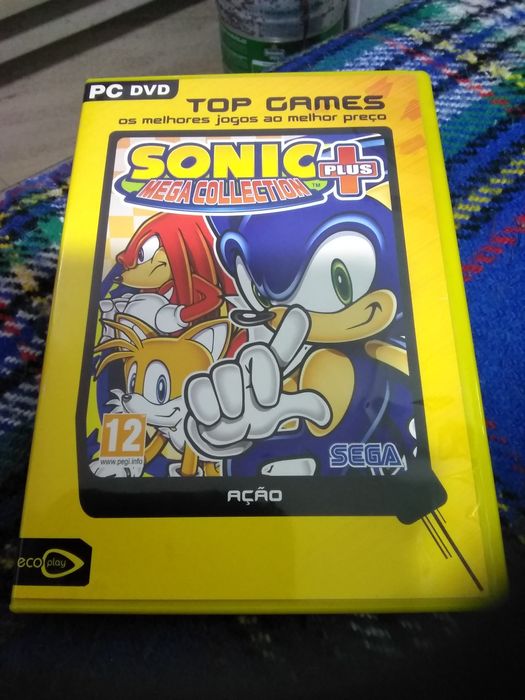 PC DVD
TOP GAMES
os melhores jogos ao melhor preço
SONIC
MEGA COLLECTION
PLUS
TM
12
www.pegi.info
SEGA
AÇÃO
eco play